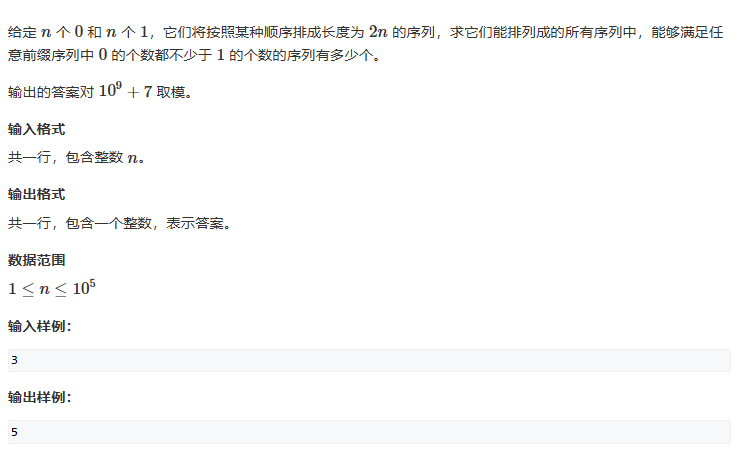 给定 n 个 0 和 n 个 1，它们将按照某种顺序排成长度为 2n 的序列，求它们能排列成的所有序列中，能够满足任
意前缀序列中 0 的个数都不少于 1 的个数的序列有多少个。
输出的答案对 10⁹ + 7 取模。
输入格式
共一行，包含整数 n。
输出格式
共一行，包含一个整数，表示答案。
数据范围
1 ≤ n ≤ 10⁵
输入样例：
3
输出样例：
5